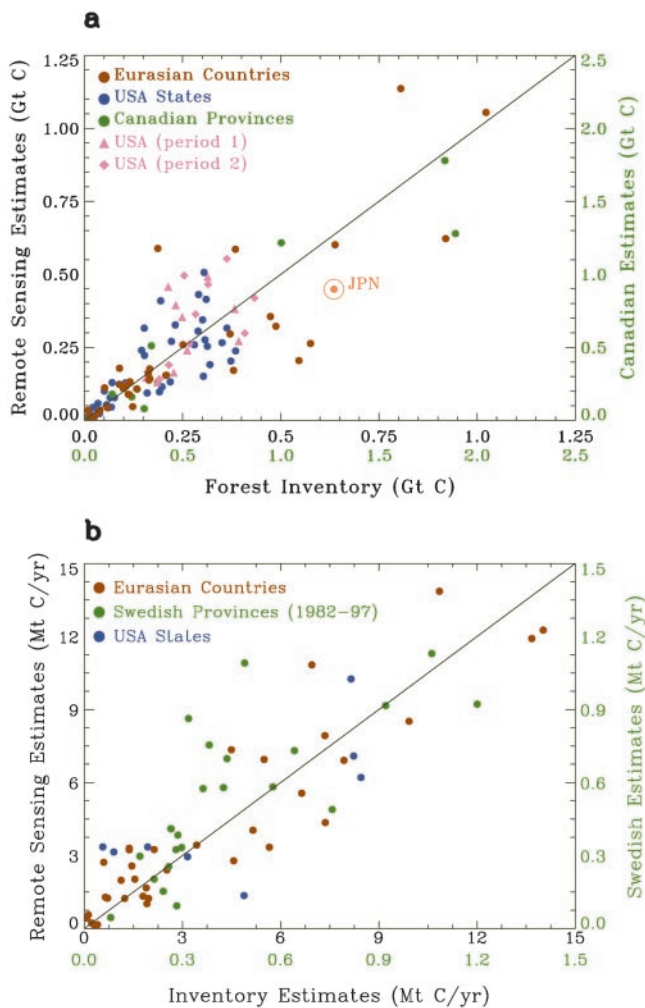 a
Remote Sensing Estimates (Gt C)
1.25
1.00
0.75
0.50
0.25
0.00
Eurasian Countries
USA States
Canadian Provinces
USA (period 1)
USA (period 2)
JPN
2.5
2.0
1.5
1.0
0.5
0.0
Canadian Estimates (Gt C)
0.00 0.25 0.5 0.75 1.0 1.25
0.0 0.5 1.0 1.5 2.0 2.5
Forest Inventory (Gt C)
b
Remote Sensing Estimates (Mt C/yr)
15
12
9
6
3
0
Eurasian Countries
Swedish Provinces (1982-97)
USA States
1.5
1.2
0.9
0.6
0.3
0.0
Swedish Estimates (Mt C/yr)
0 3 6 9 12 15
0.0 0.3 0.6 0.9 1.2 1.5
Inventory Estimates (Mt C/yr)